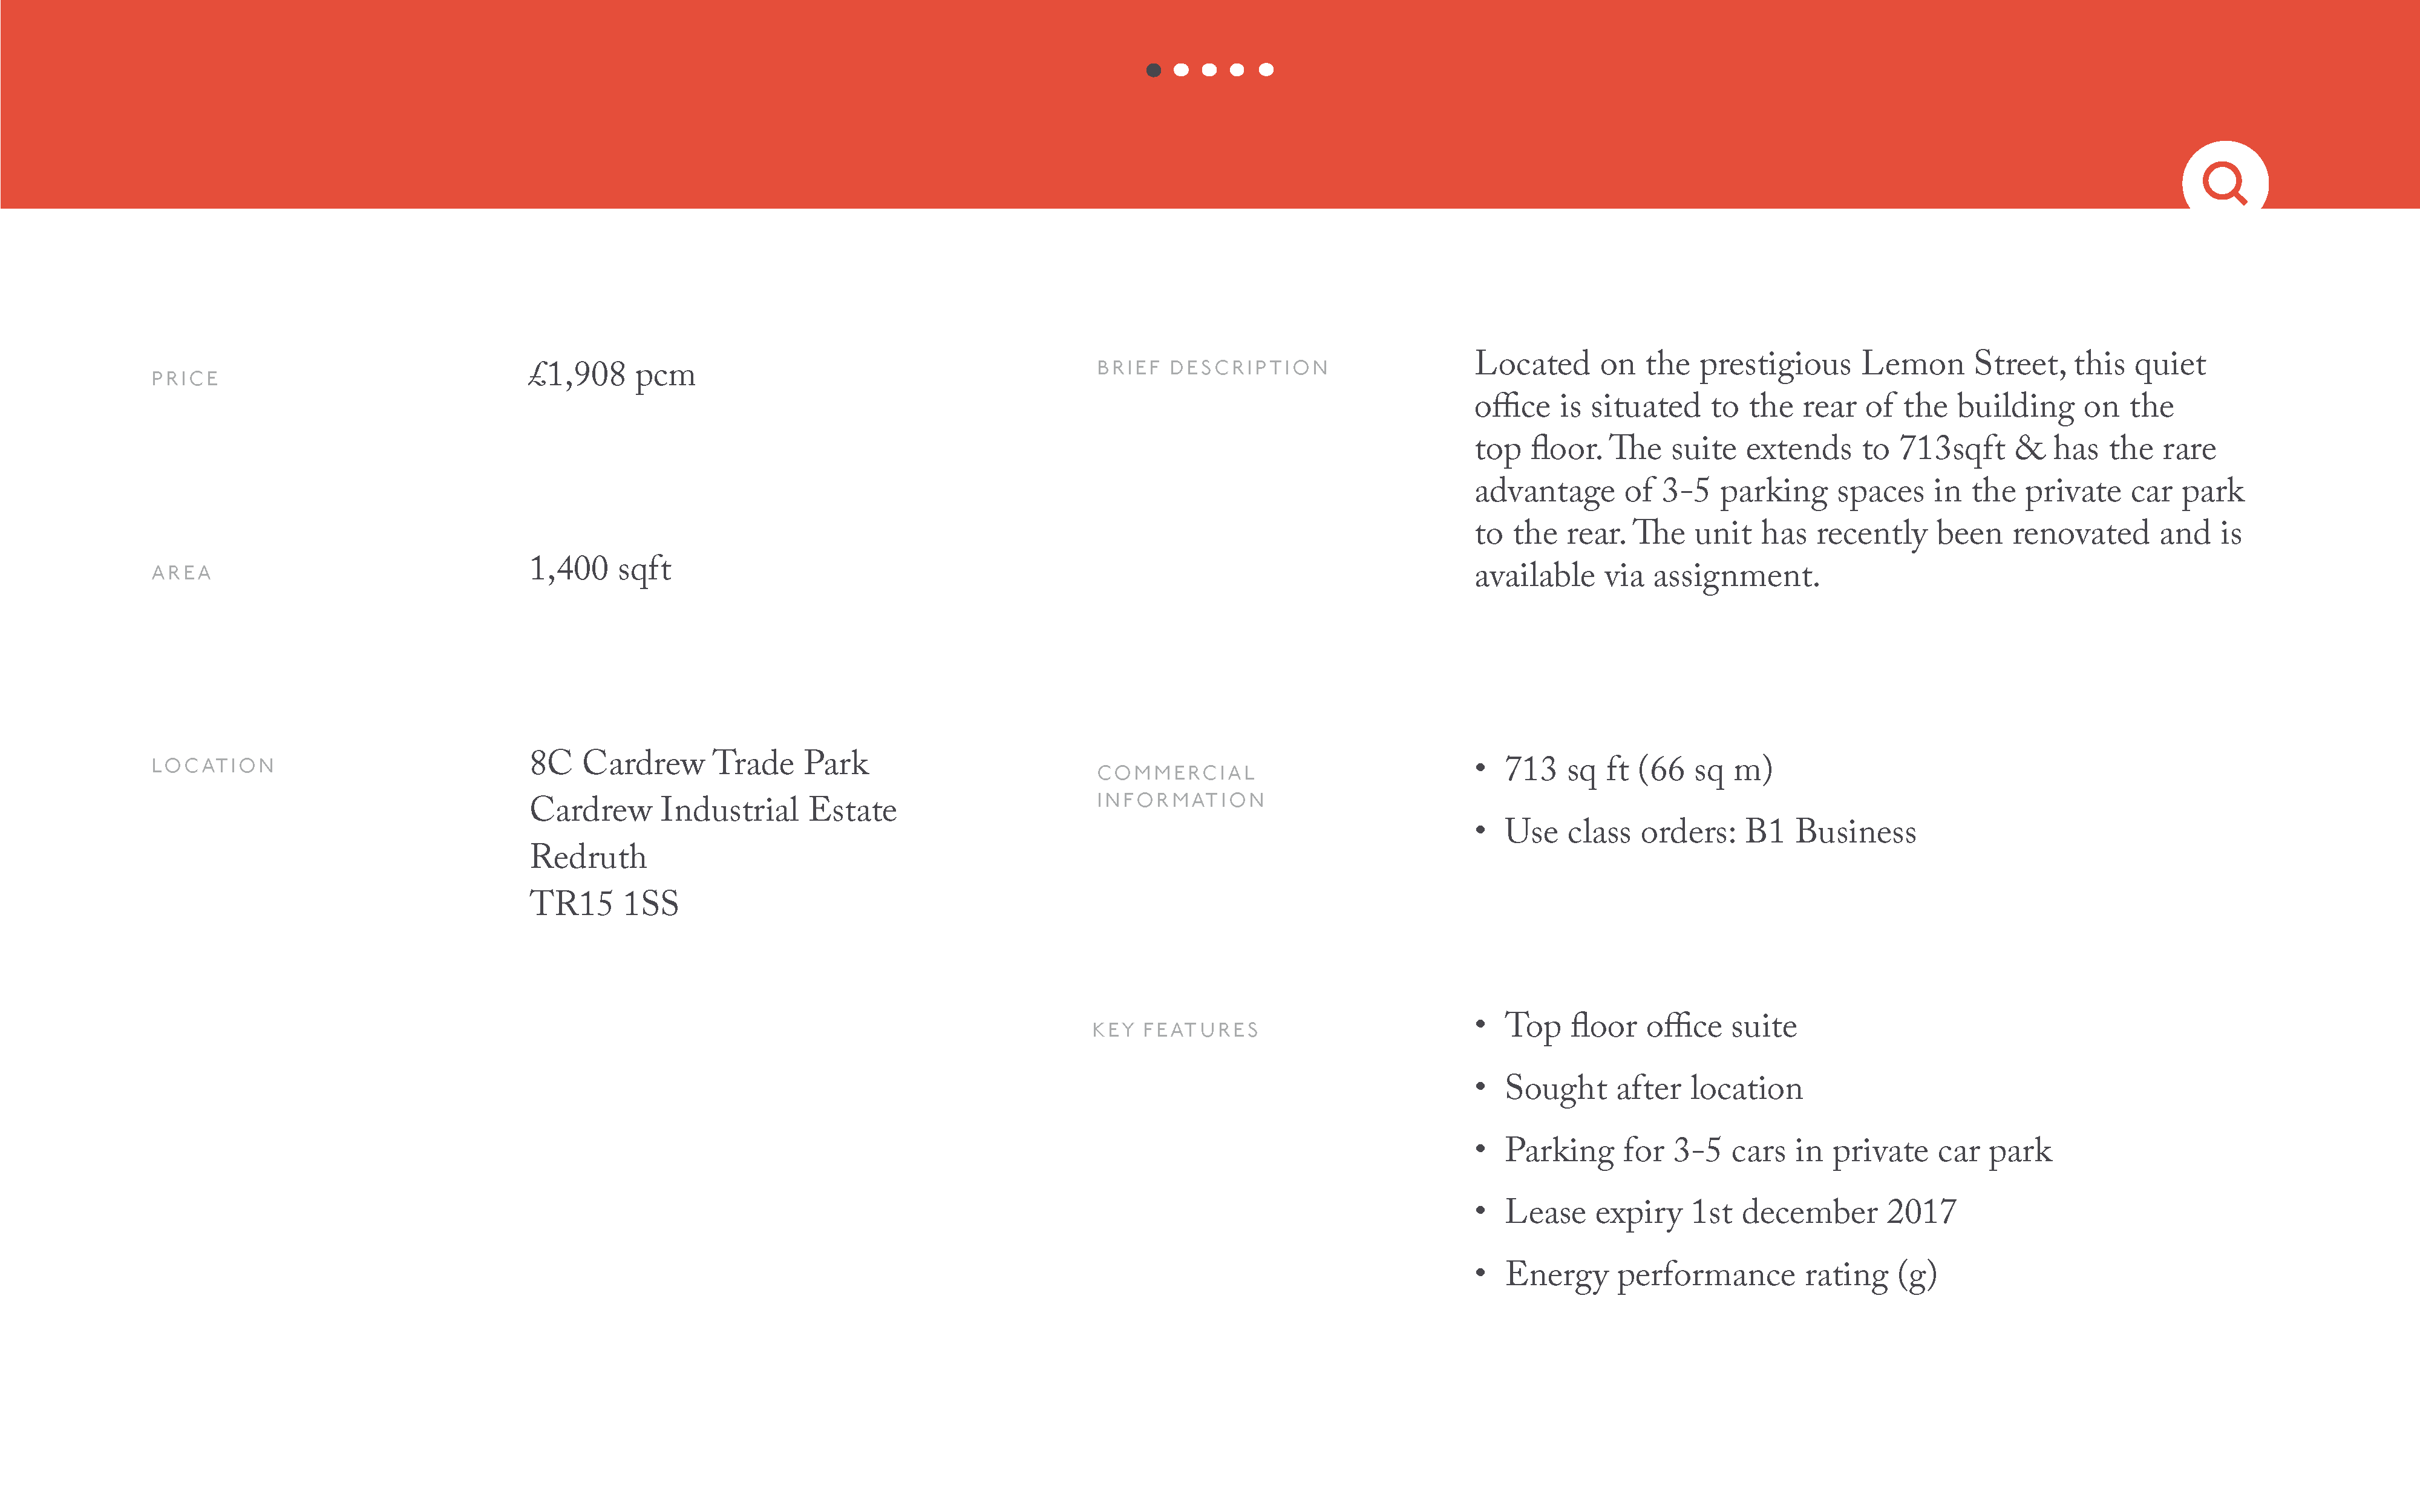 PRICE
£1,908 pcm
AREA
1,400 sqft
LOCATION
8C Cardrew Trade Park
Cardrew Industrial Estate
Redruth
TR15 1SS
BRIEF DESCRIPTION
Located on the prestigious Lemon Street, this quiet
office is situated to the rear of the building on the
top floor. The suite extends to 713sqft & has the rare
advantage of 3-5 parking spaces in the private car park
to the rear. The unit has recently been renovated and is
available via assignment.
COMMERCIAL
INFORMATION
• 713 sq ft (66 sq m)
• Use class orders: B1 Business
KEY FEATURES
• Top floor office suite
• Sought after location
• Parking for 3-5 cars in private car park
• Lease expiry 1st december 2017
• Energy performance rating (g)